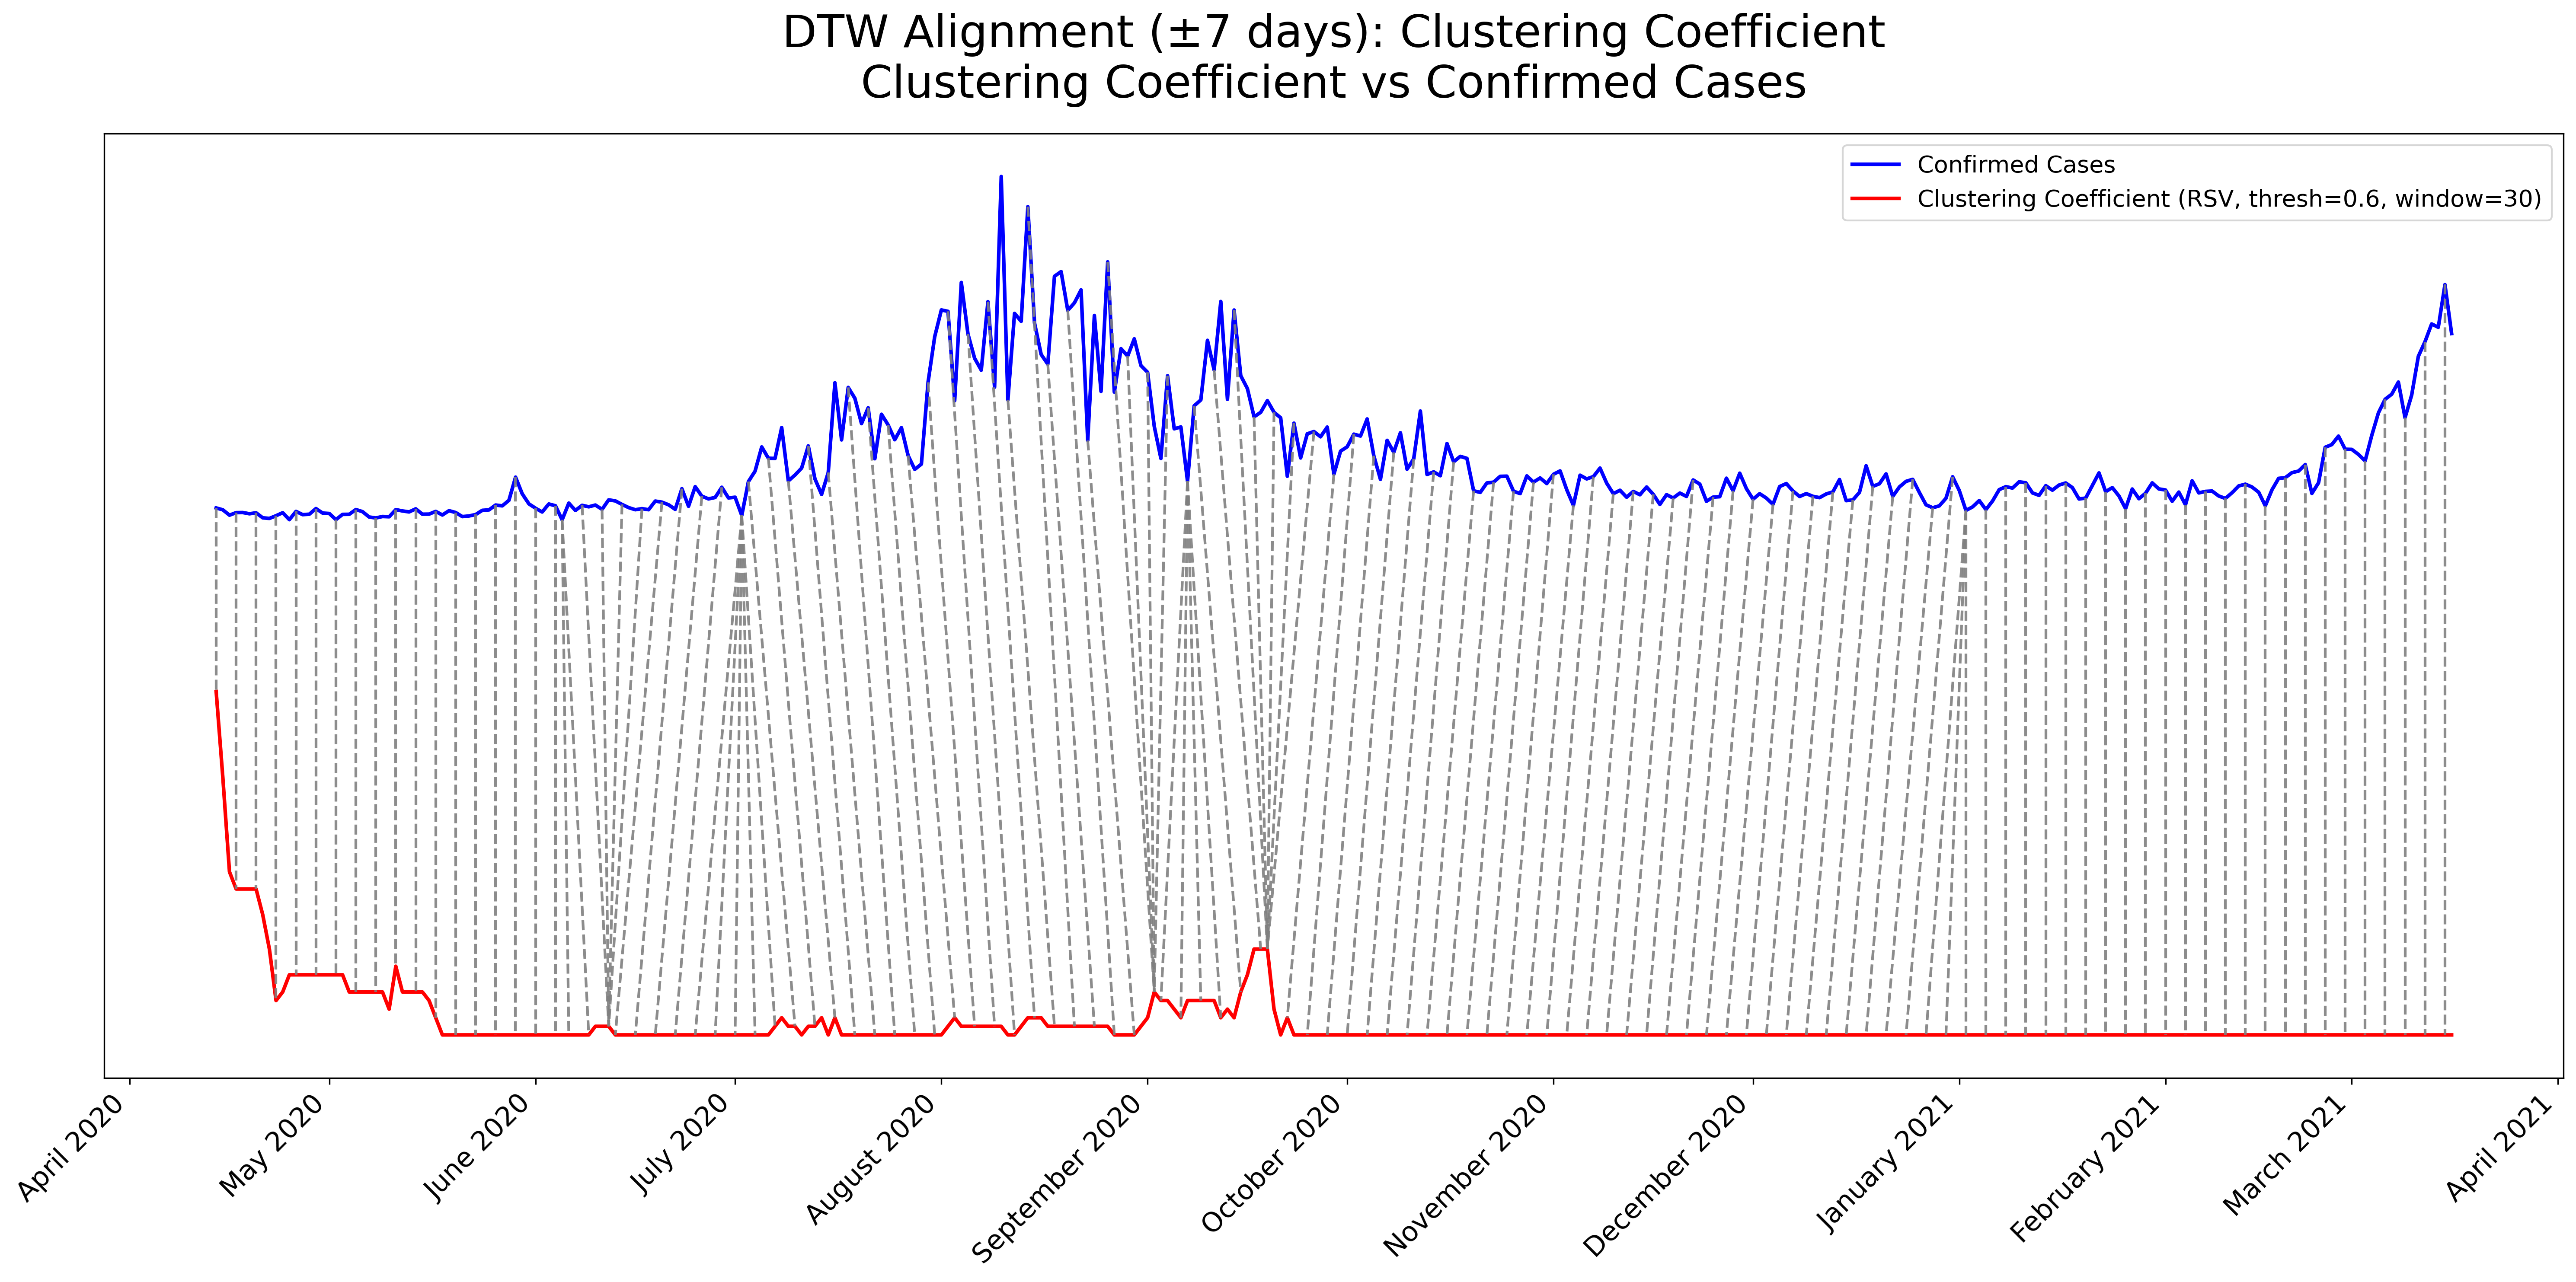 DTW Alignment (±7 days): Clustering Coefficient
Clustering Coefficient vs Confirmed Cases
Confirmed Cases
Clustering Coefficient (RSV, thresh=0.6, window=30)
April 2020
May 2020
June 2020
July 2020
August 2020
September 2020
October 2020
November 2020
December 2020
January 2021
February 2021
March 2021
April 2021